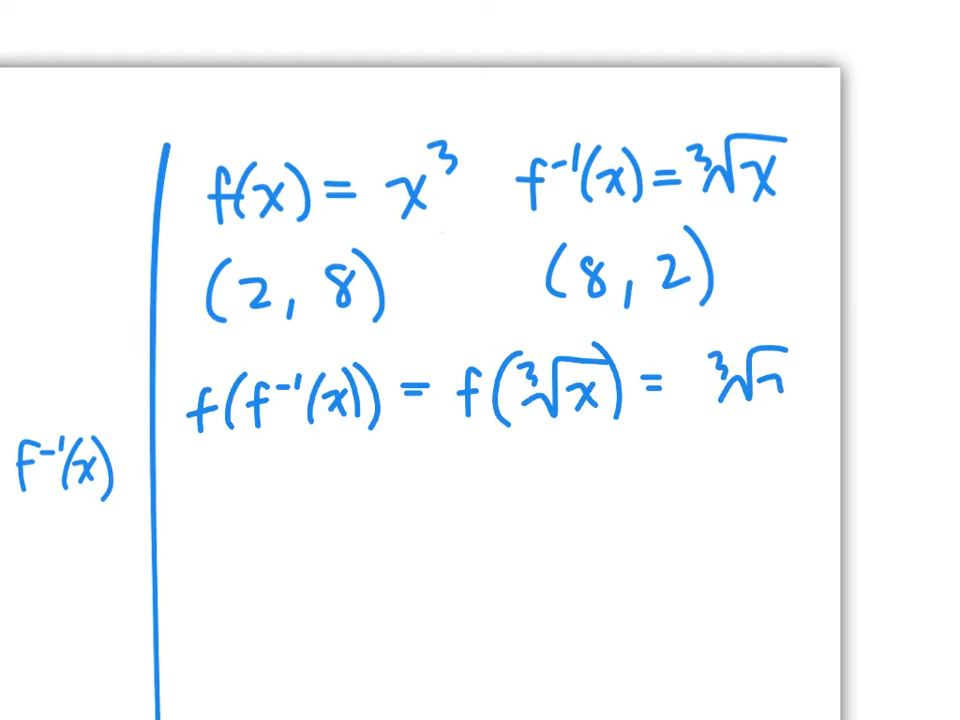 f(x) = x³ f⁻¹(x) = ∛x
(2, 8) (8, 2)
f(f⁻¹(x)) = f(∛x) = ∛
f⁻¹(x)